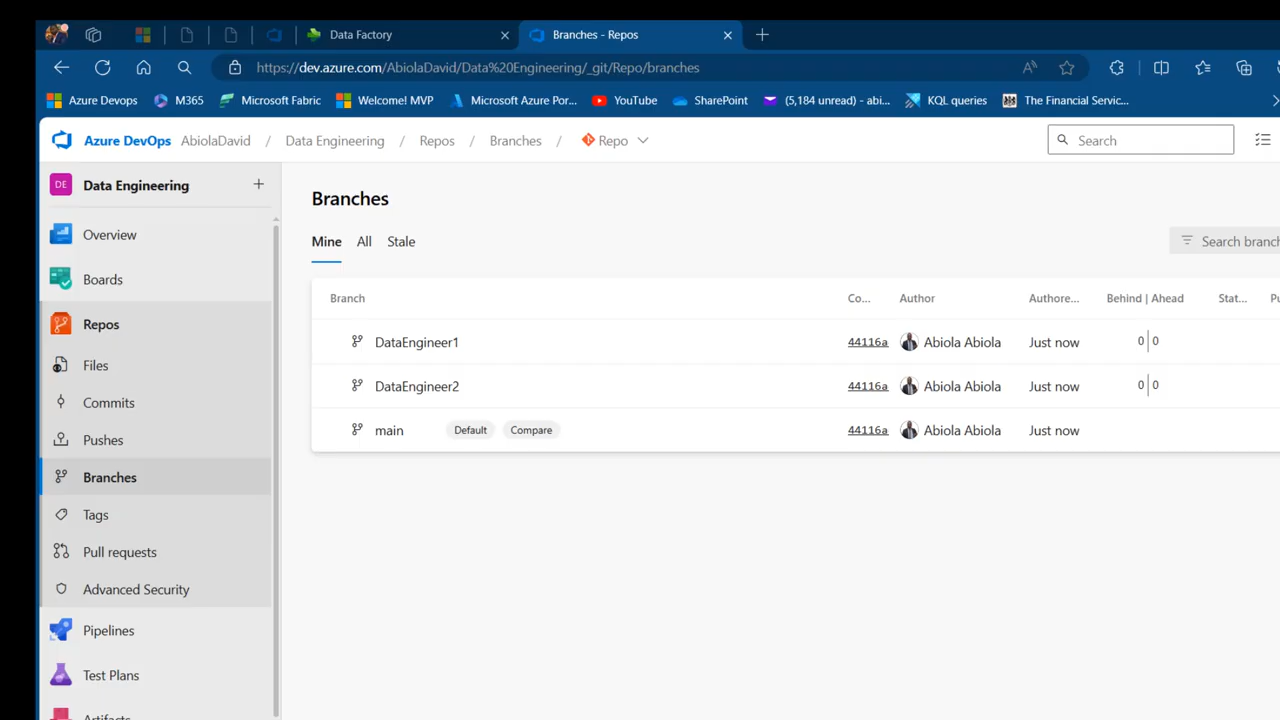 Data Factory
Branches - Repos
https://dev.azure.com/AbiolaDavid/Data%20Engineering/_git/Repo/branches
Azure Devops
M365
Microsoft Fabric
Welcome! MVP
Microsoft Azure Por...
YouTube
SharePoint
(5,184 unread) - abi...
KQL queries
The Financial Servic...
Azure DevOps AbiolaDavid / Data Engineering / Repos / Branches / Repo
Search
DE Data Engineering +
Overview
Boards
Repos
Files
Commits
Pushes
Branches
Tags
Pull requests
Advanced Security
Pipelines
Test Plans
Artifacts
Branches
Mine All Stale
Search branch
Branch Co... Author Authore... Behind | Ahead Stat... Pu
DataEngineer1 44116a Abiola Abiola Just now 0 | 0
DataEngineer2 44116a Abiola Abiola Just now 0 | 0
main Default Compare 44116a Abiola Abiola Just now